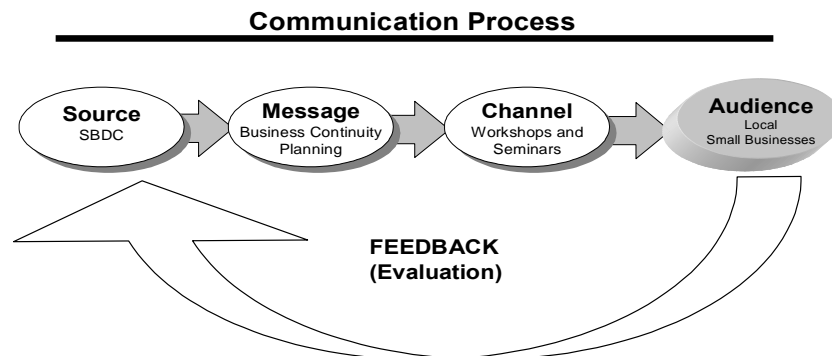 Communication Process
Source
SBDC
Message
Business Continuity
Planning
Channel
Workshops and
Seminars
Audience
Local
Small Businesses
FEEDBACK
(Evaluation)